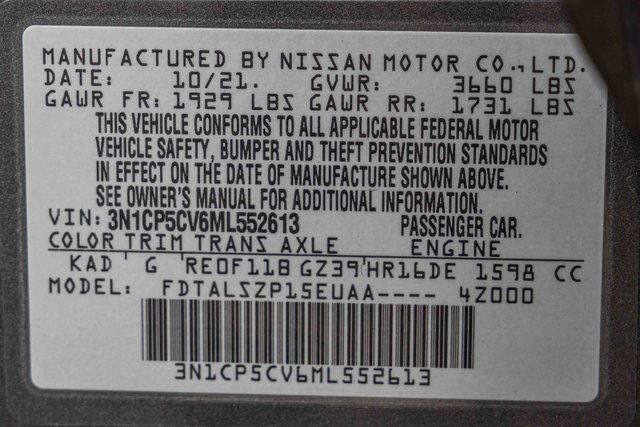 MANUFACTURED BY NISSAN MOTOR CO., LTD.
DATE: 10/21. GVWR: 3660 LBS
GAWR FR: 1929 LBS GAWR RR: 1731 LBS
THIS VEHICLE CONFORMS TO ALL APPLICABLE FEDERAL MOTOR
VEHICLE SAFETY, BUMPER AND THEFT PREVENTION STANDARDS
IN EFFECT ON THE DATE OF MANUFACTURE SHOWN ABOVE.
SEE OWNER'S MANUAL FOR ADDITIONAL INFORMATION.
VIN: 3N1CP5CV6ML552613 PASSENGER CAR.
COLOR TRIM TRANS AXLE ENGINE
KAD G RE0F11B GZ39 HR16DE 1598 CC
MODEL: FDTALSZP15EUAA---- 4Z000
3N1CP5CV6ML552613